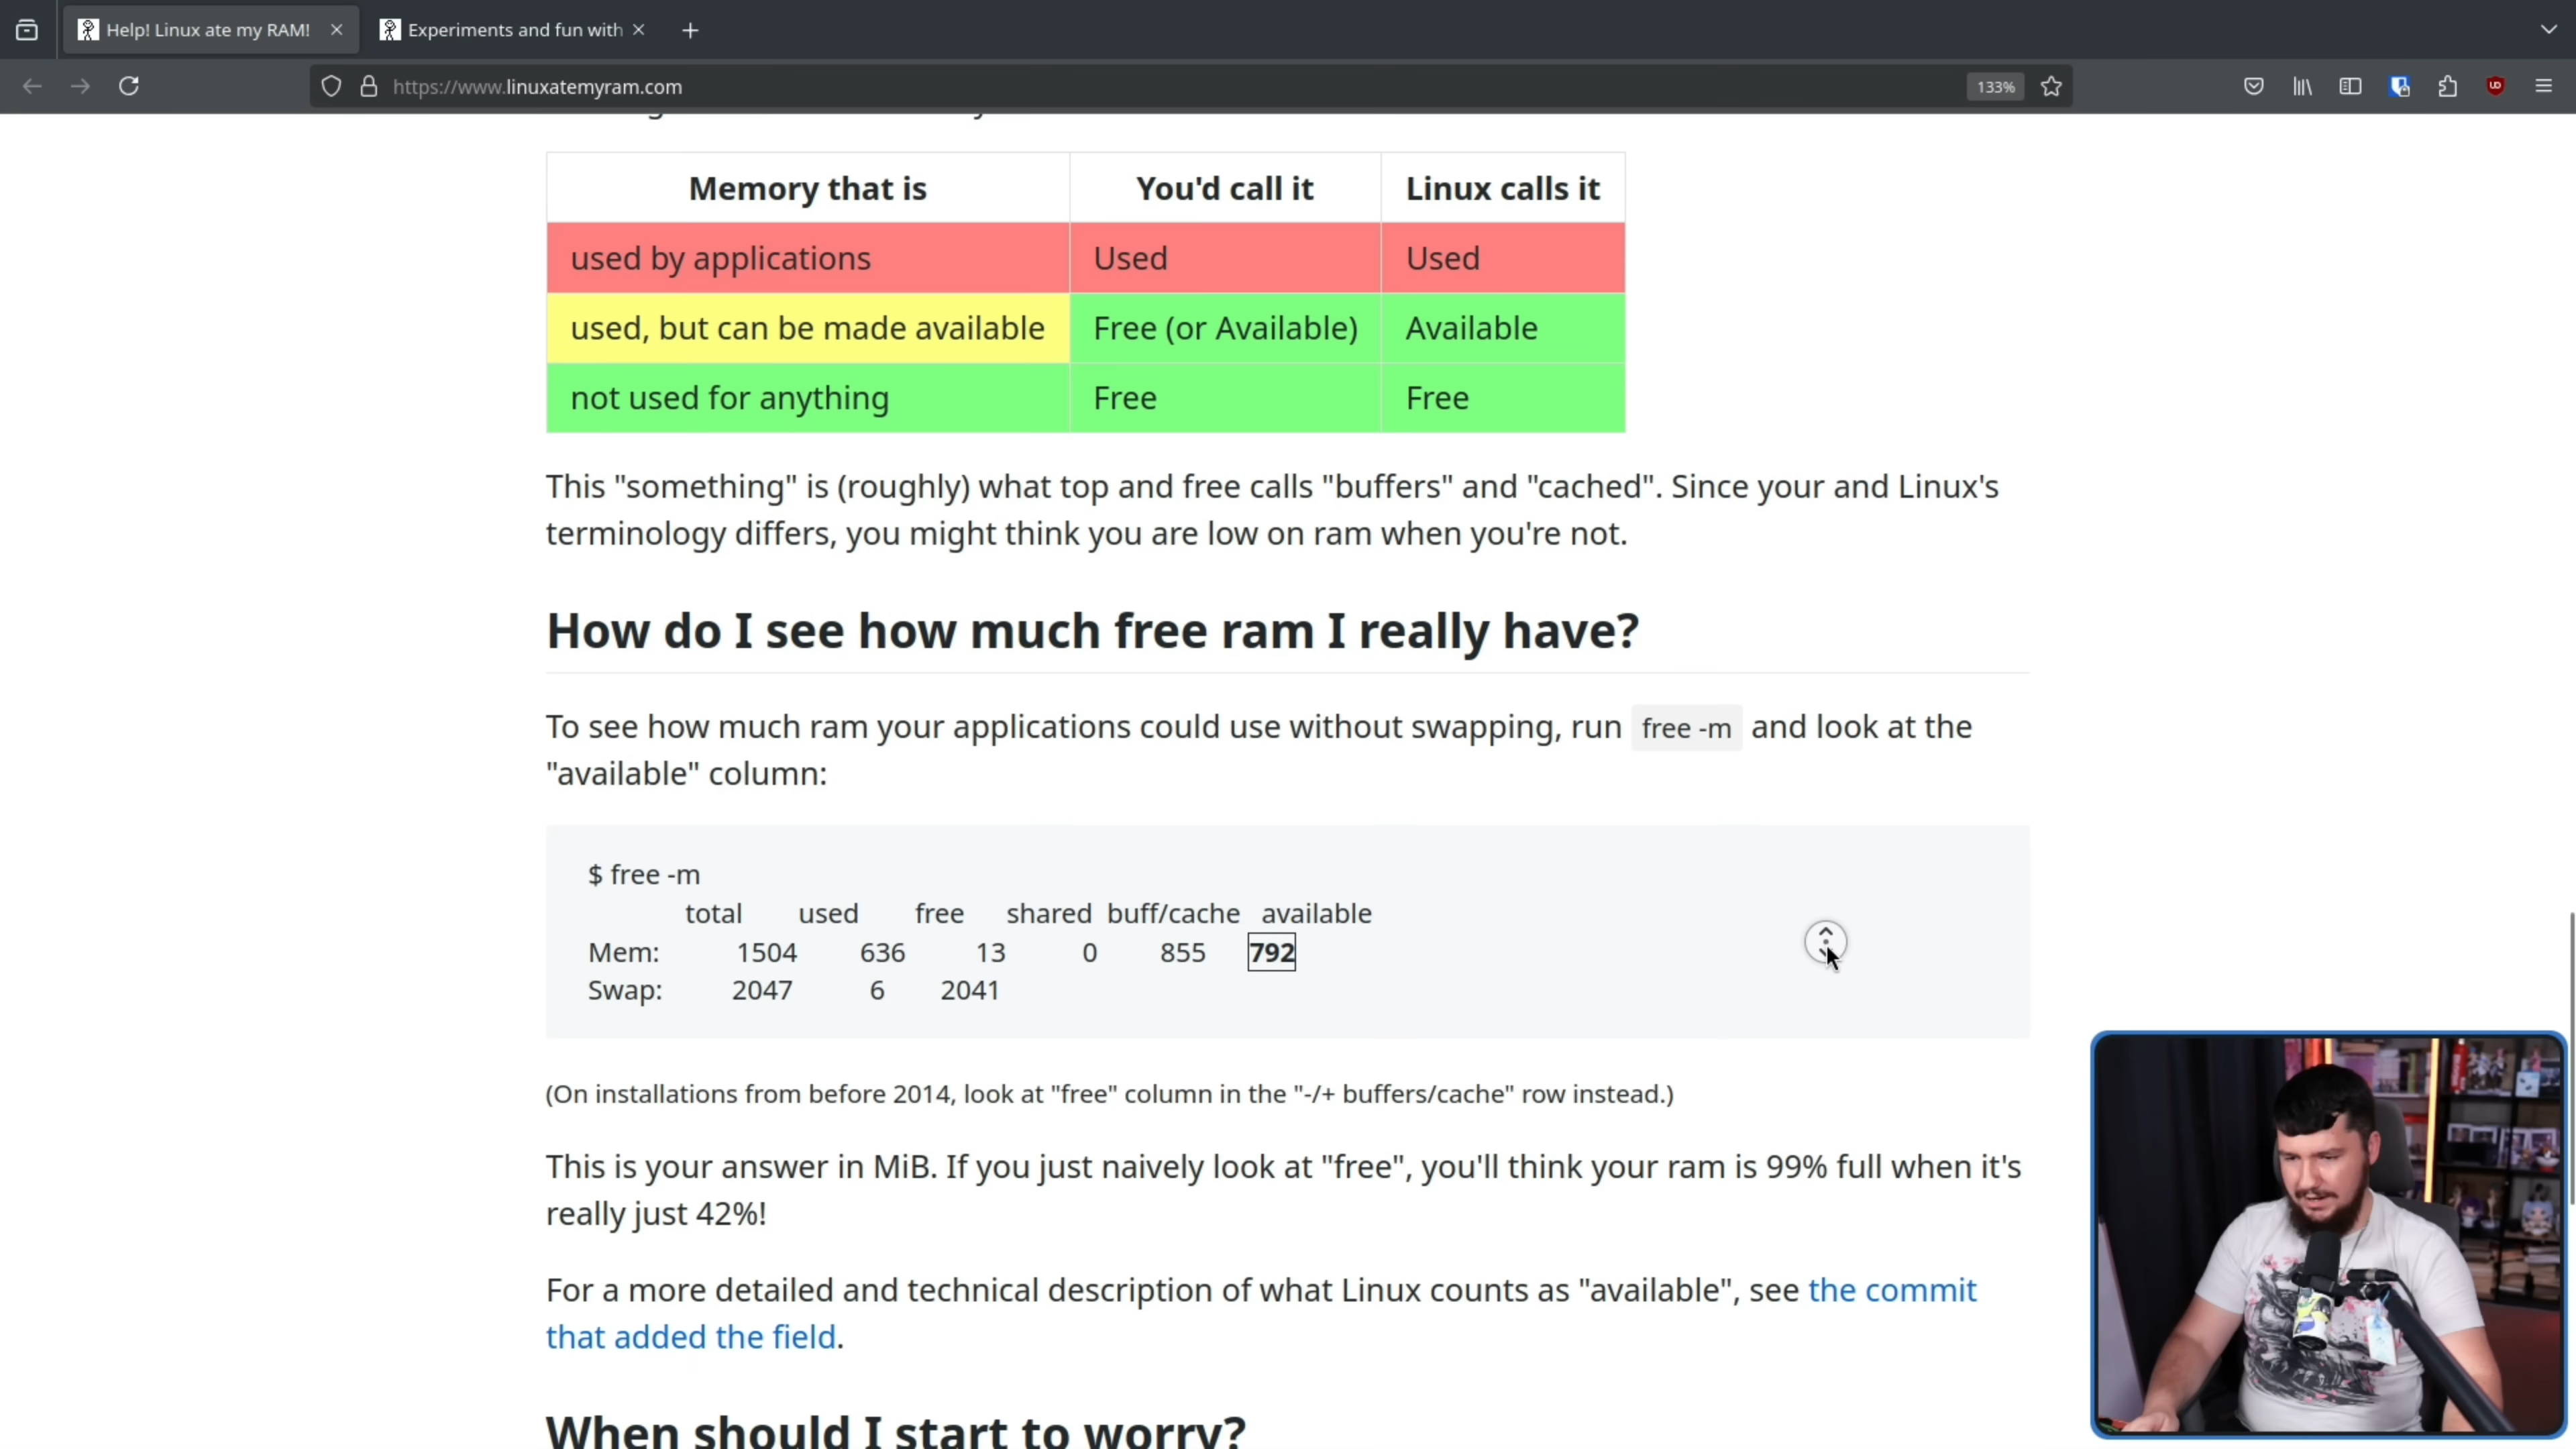 Help! Linux ate my RAM!
Experiments and fun with
https://www.linuxatemyram.com
133%
Memory that is You'd call it Linux calls it
used by applications Used Used
used, but can be made available Free (or Available) Available
not used for anything Free Free
This "something" is (roughly) what top and free calls "buffers" and "cached". Since your and Linux's
terminology differs, you might think you are low on ram when you're not.
How do I see how much free ram I really have?
To see how much ram your applications could use without swapping, run free -m and look at the
"available" column:
$ free -m
total used free shared buff/cache available
Mem: 1504 636 13 0 855 792
Swap: 2047 6 2041
(On installations from before 2014, look at "free" column in the "-/+ buffers/cache" row instead.)
This is your answer in MiB. If you just naively look at "free", you'll think your ram is 99% full when it's
really just 42%!
For a more detailed and technical description of what Linux counts as "available", see the commit
that added the field.
When should I start to worry?